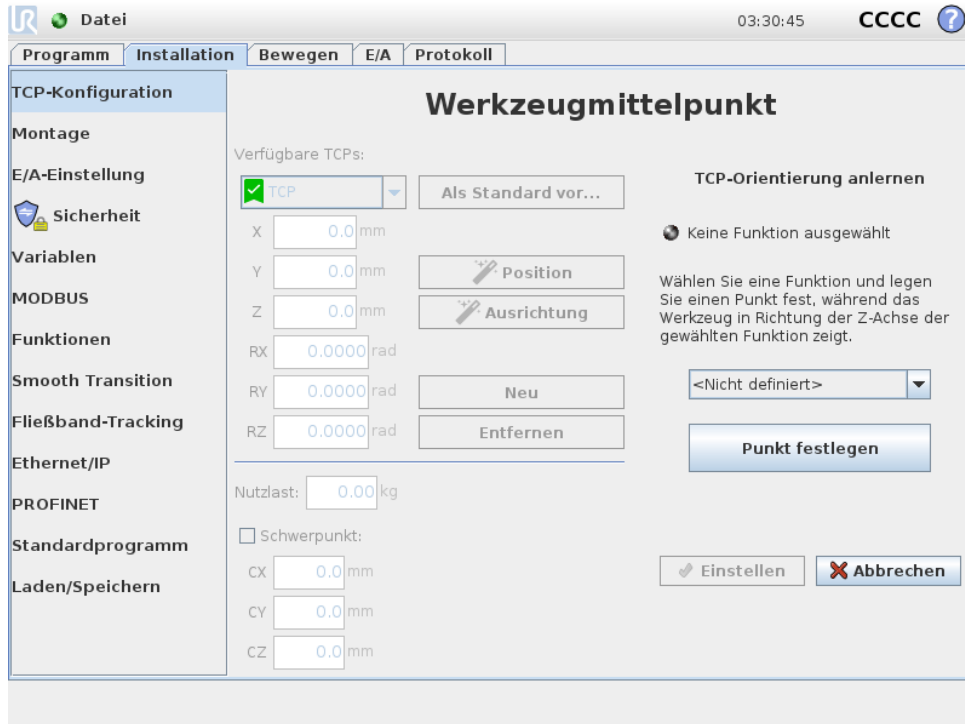 UR Datei 03:30:45 CCCC ?
Programm Installation Bewegen E/A Protokoll
TCP-Konfiguration
Montage
E/A-Einstellung
Sicherheit
Variablen
MODBUS
Funktionen
Smooth Transition
Fließband-Tracking
Ethernet/IP
PROFINET
Standardprogramm
Laden/Speichern
Werkzeugmittelpunkt
Verfügbare TCPs:
TCP Als Standard vor...
X 0.0 mm
Y 0.0 mm Position
Z 0.0 mm Ausrichtung
RX 0.0000 rad
RY 0.0000 rad Neu
RZ 0.0000 rad Entfernen
Nutzlast: 0.00 kg
Schwerpunkt:
CX 0.0 mm
CY 0.0 mm
CZ 0.0 mm
TCP-Orientierung anlernen
Keine Funktion ausgewählt
Wählen Sie eine Funktion und legen
Sie einen Punkt fest, während das
Werkzeug in Richtung der Z-Achse der
gewählten Funktion zeigt.
<Nicht definiert>
Punkt festlegen
Einstellen Abbrechen